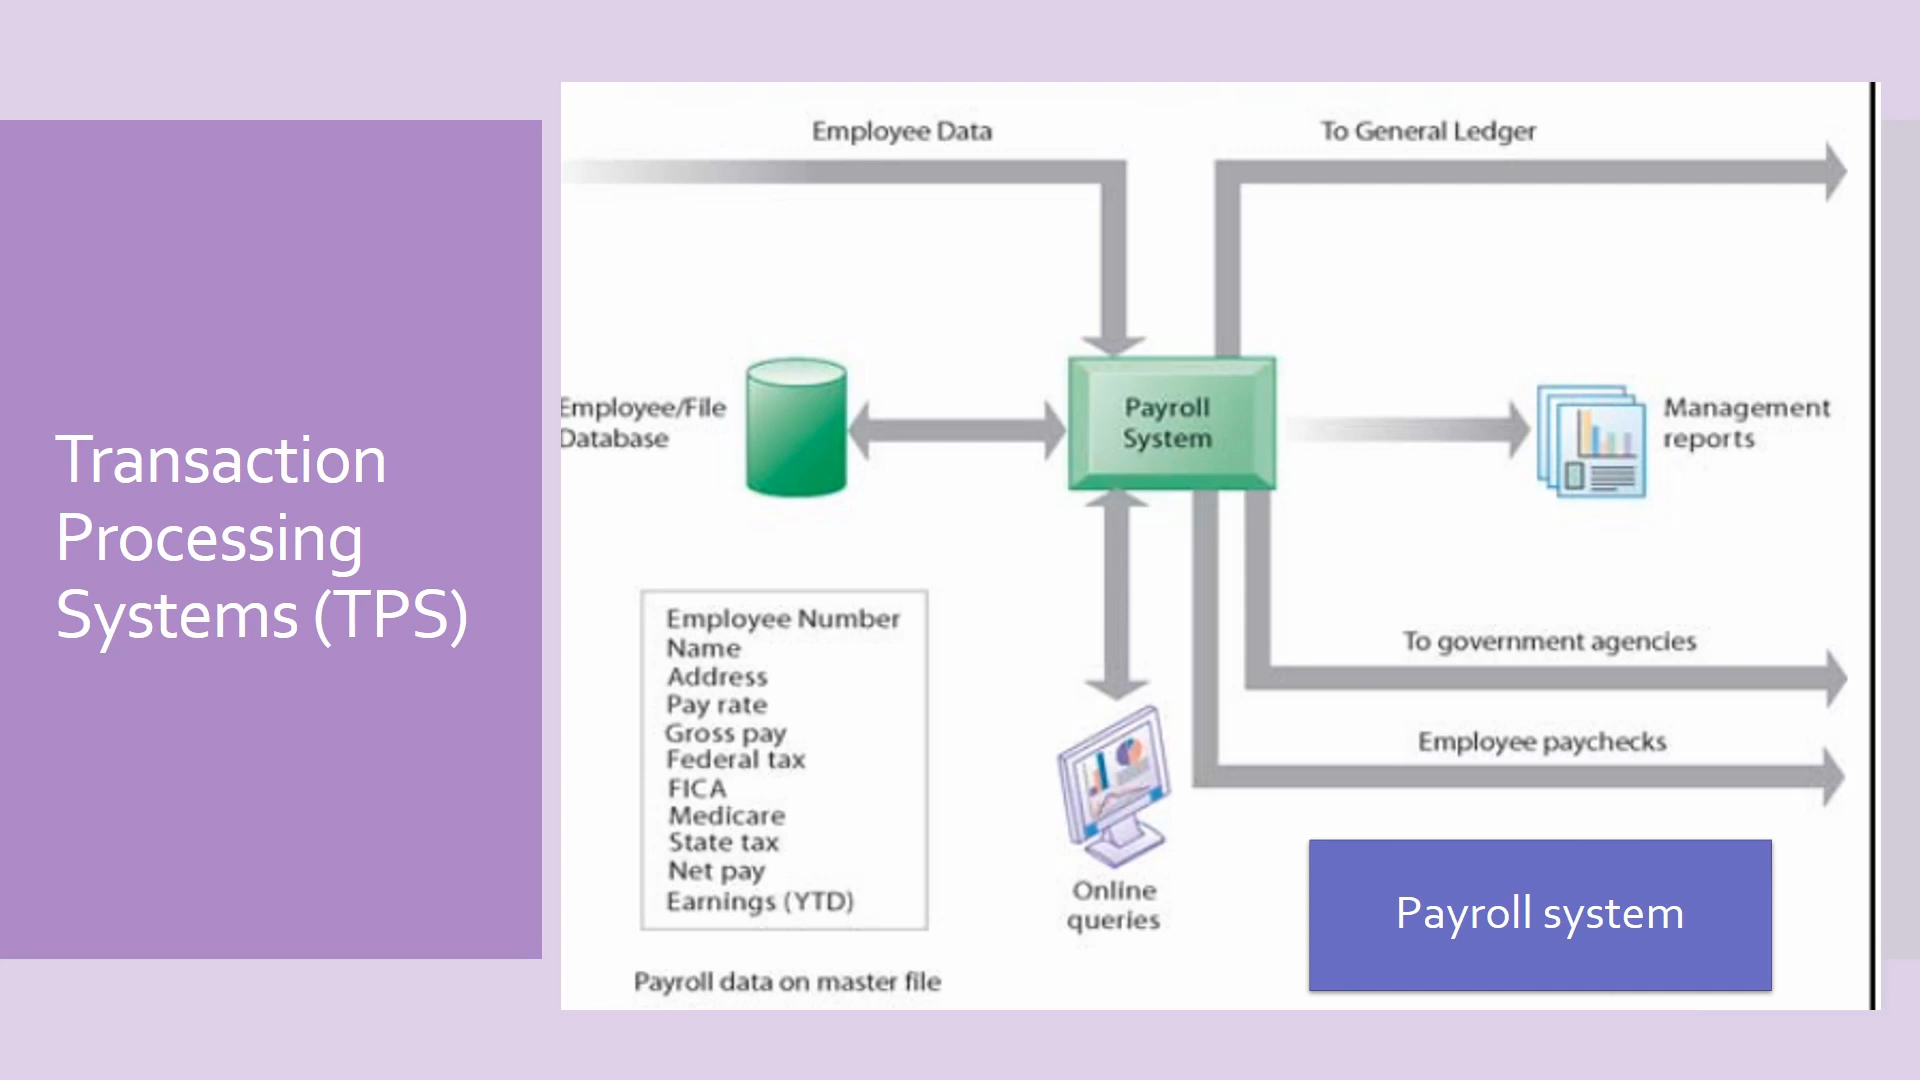 Transaction
Processing
Systems (TPS)
Employee Data
To General Ledger
Employee/File
Database
Payroll
System
Management
reports
Employee Number
Name
Address
Pay rate
Gross pay
Federal tax
FICA
Medicare
State tax
Net pay
Earnings (YTD)
Payroll data on master file
Online
queries
To government agencies
Employee paychecks
Payroll system